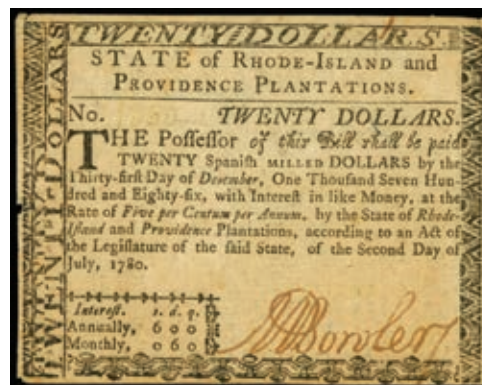 TWENTY DOLLARS.
STATE of RHODE-ISLAND and
PROVIDENCE PLANTATIONS.
No. TWENTY DOLLARS.
THE Poſſeſſor of this Bill ſhall be paid
TWENTY Spaniſh MILLED DOLLARS by the
Thirty-firſt Day of December, One Thouſand Seven Hun-
dred and Eighty-ſix, with Intereſt in like Money, at the
Rate of Five per Centum per Annum, by the State of Rhode-
Iſland and Providence Plantations, according to an Act of
the Legiſlature of the ſaid State, of the Second Day of
July, 1780.
Intereſt. s. d. q.
Annually, 6 0 0
Monthly, 0 6 0
Bowler
TWENTY DOLLARS